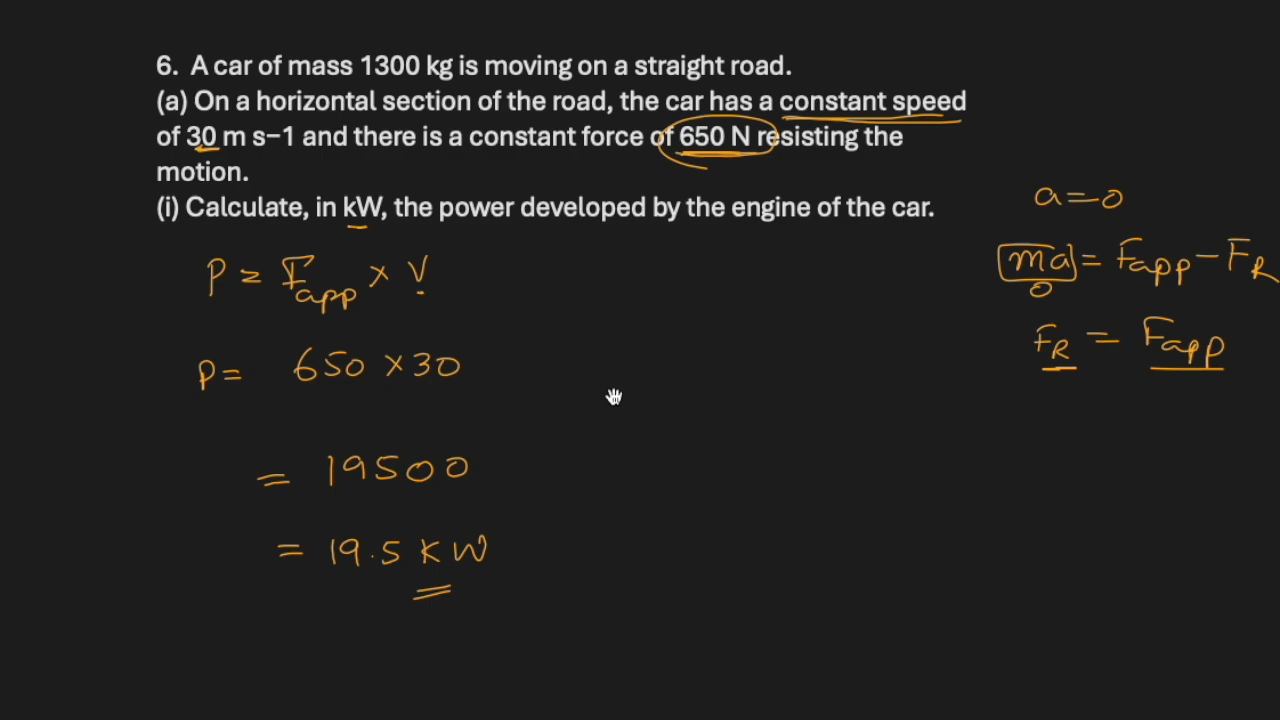 6. A car of mass 1300 kg is moving on a straight road.
(a) On a horizontal section of the road, the car has a constant speed
of 30 m s−1 and there is a constant force of 650 N resisting the
motion.
(i) Calculate, in kW, the power developed by the engine of the car.
P = Fapp × V
P = 650 × 30
= 19500
= 19.5 KW
a = 0
ma = Fapp − FR
0
FR = Fapp